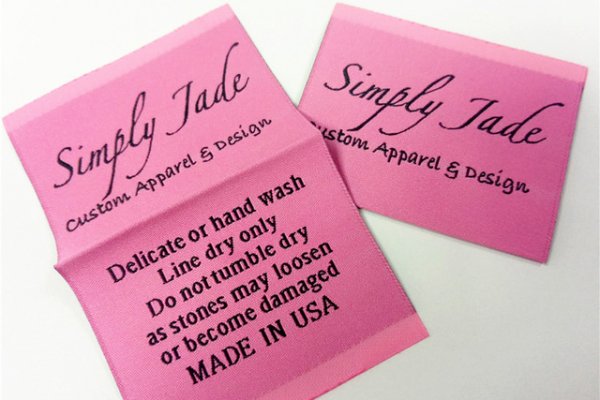 Simply Jade
Custom Apparel & Design
Delicate or hand wash
Line dry only
Do not tumble dry
as stones may loosen
or become damaged
MADE IN USA
Simply Jade
Custom Apparel & Design